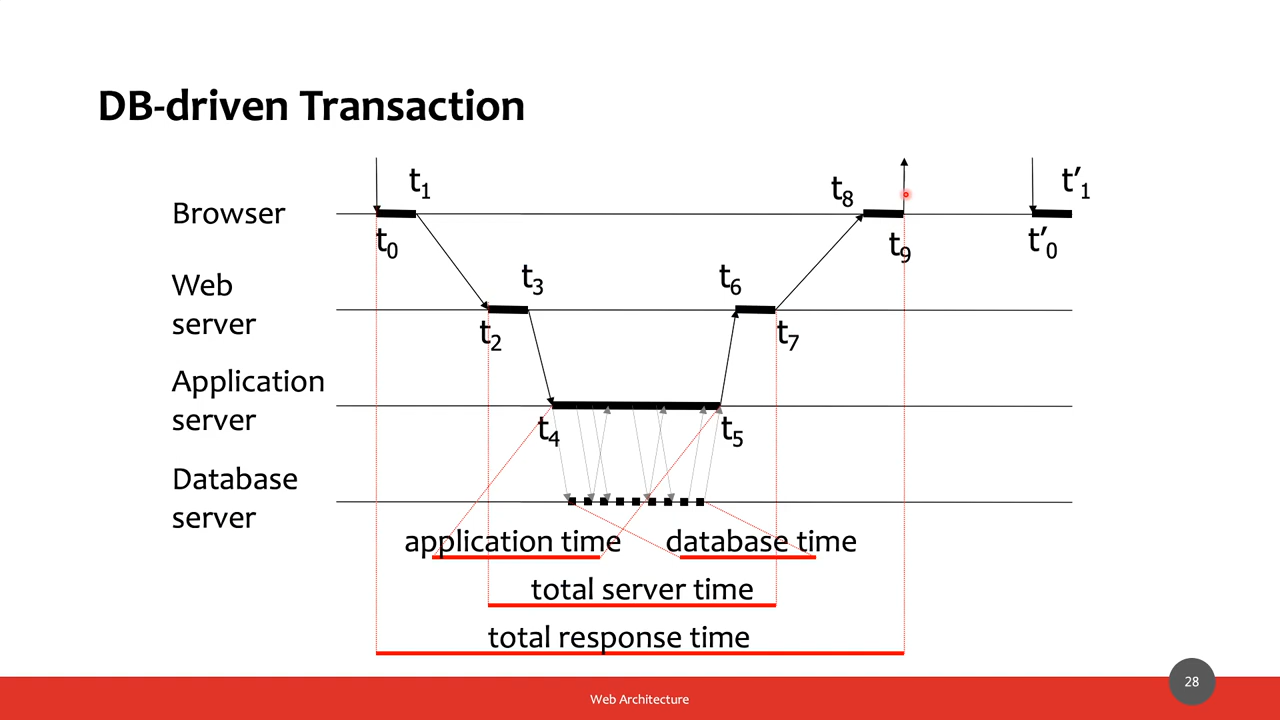 DB-driven Transaction
t1
t8
t'1
Browser
t0
t9
t'0
t3
t6
Web
server
t2
t7
Application
server
t4
t5
Database
server
application time
database time
total server time
total response time
28
Web Architecture